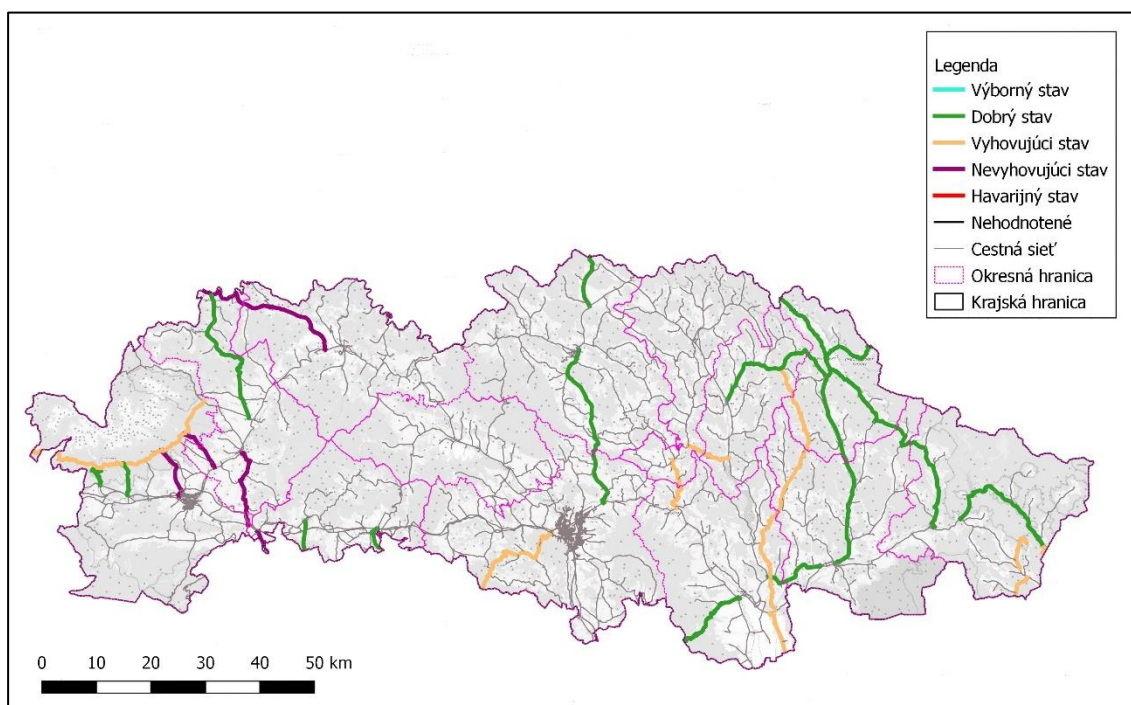 Legenda
Výborný stav
Dobrý stav
Vyhovujúci stav
Nevyhovujúci stav
Havarijný stav
Nehodnotené
Cestná sieť
Okresná hranica
Krajská hranica
0 10 20 30 40 50 km